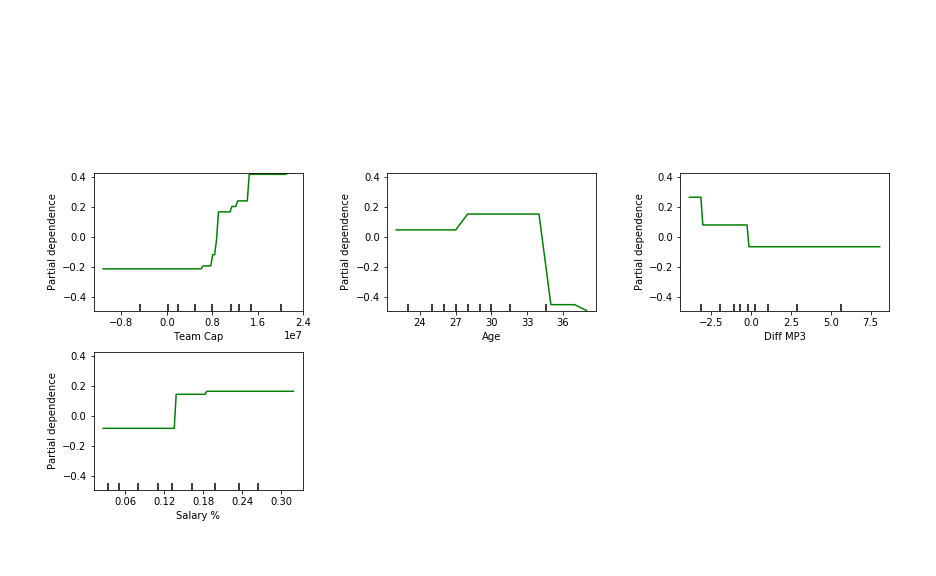 Partial dependence
0.4
0.2
0.0
−0.2
−0.4
−0.8 0.0 0.8 1.6 2.4
1e7
Team Cap
Partial dependence
0.4
0.2
0.0
−0.2
−0.4
24 27 30 33 36
Age
Partial dependence
0.4
0.2
0.0
−0.2
−0.4
−2.5 0.0 2.5 5.0 7.5
Diff MP3
Partial dependence
0.4
0.2
0.0
−0.2
−0.4
0.06 0.12 0.18 0.24 0.30
Salary %